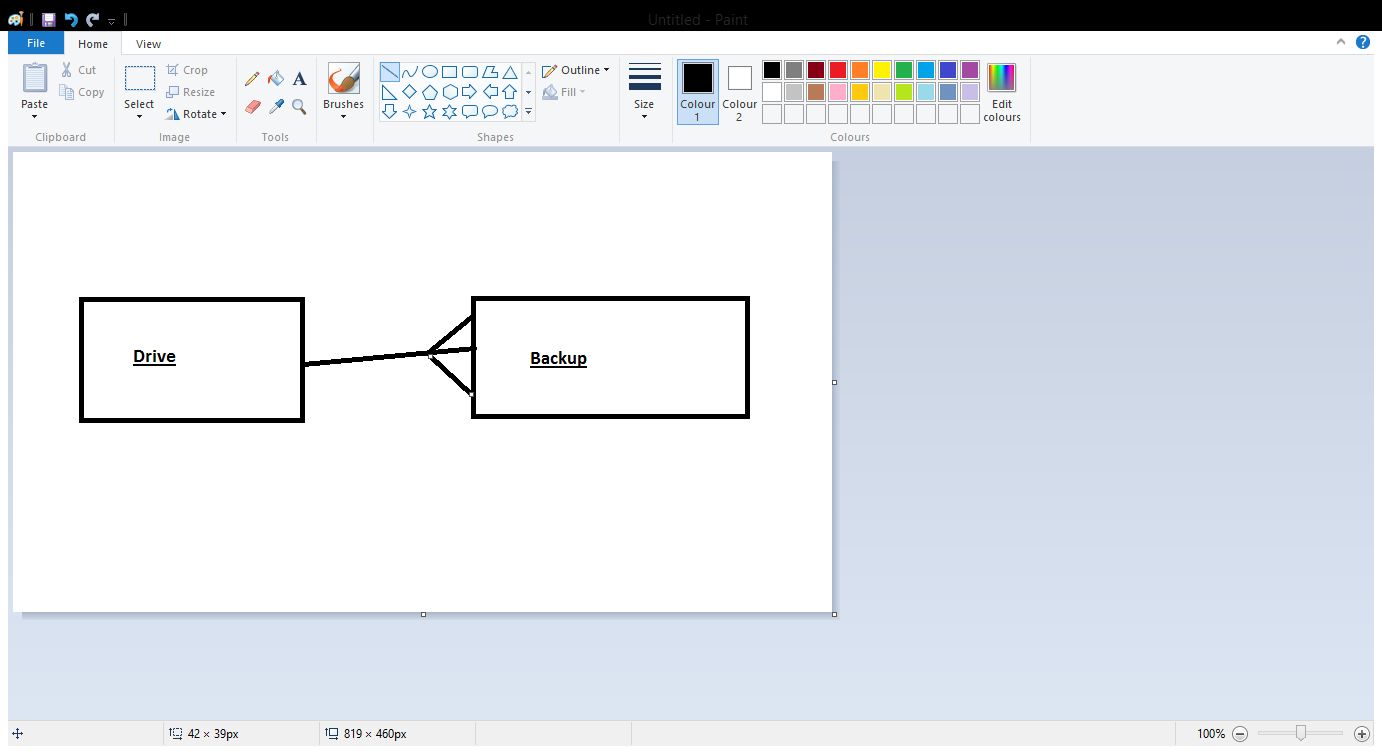 Untitled - Paint
File Home View
Paste
Cut
Copy
Clipboard
Select
Crop
Resize
Rotate
Image
A
Tools
Brushes
Shapes
Outline
Fill
Size
Colour
1
Colour
2
Edit
colours
Colours
Drive
Backup
42 × 39px
819 × 460px
100%